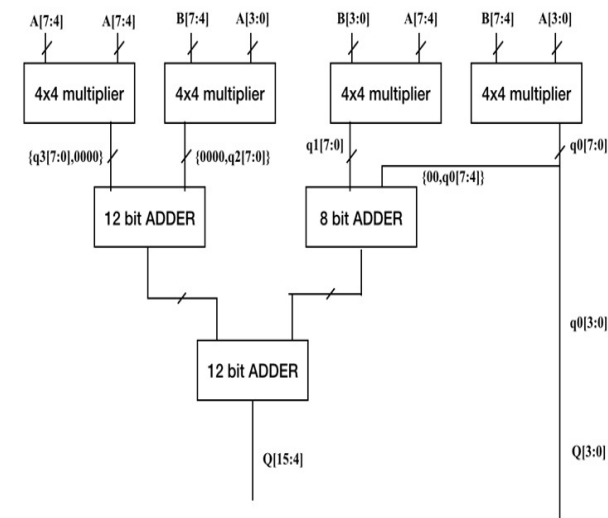 A[7:4] A[7:4] B[7:4] A[3:0] B[3:0] A[7:4] B[7:4] A[3:0]
4x4 multiplier 4x4 multiplier 4x4 multiplier 4x4 multiplier
{q3[7:0],0000} {0000,q2[7:0]} q1[7:0] q0[7:0]
{00,q0[7:4]}
12 bit ADDER 8 bit ADDER
q0[3:0]
12 bit ADDER
Q[15:4] Q[3:0]